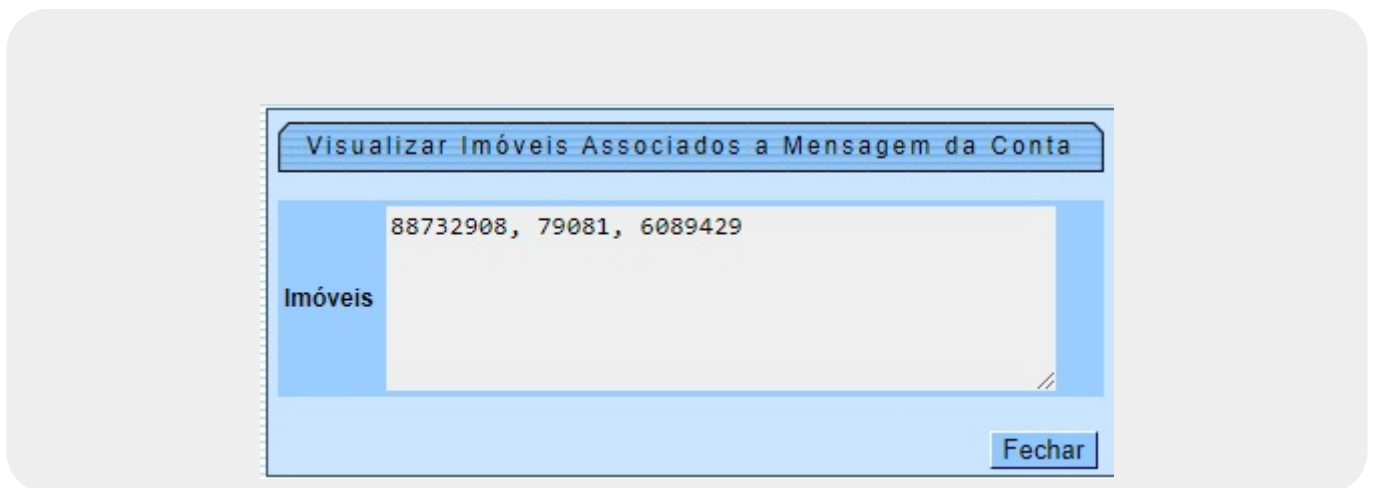 Visualizar Imóveis Associados a Mensagem da Conta
88732908, 79081, 6089429
Imóveis
Fechar